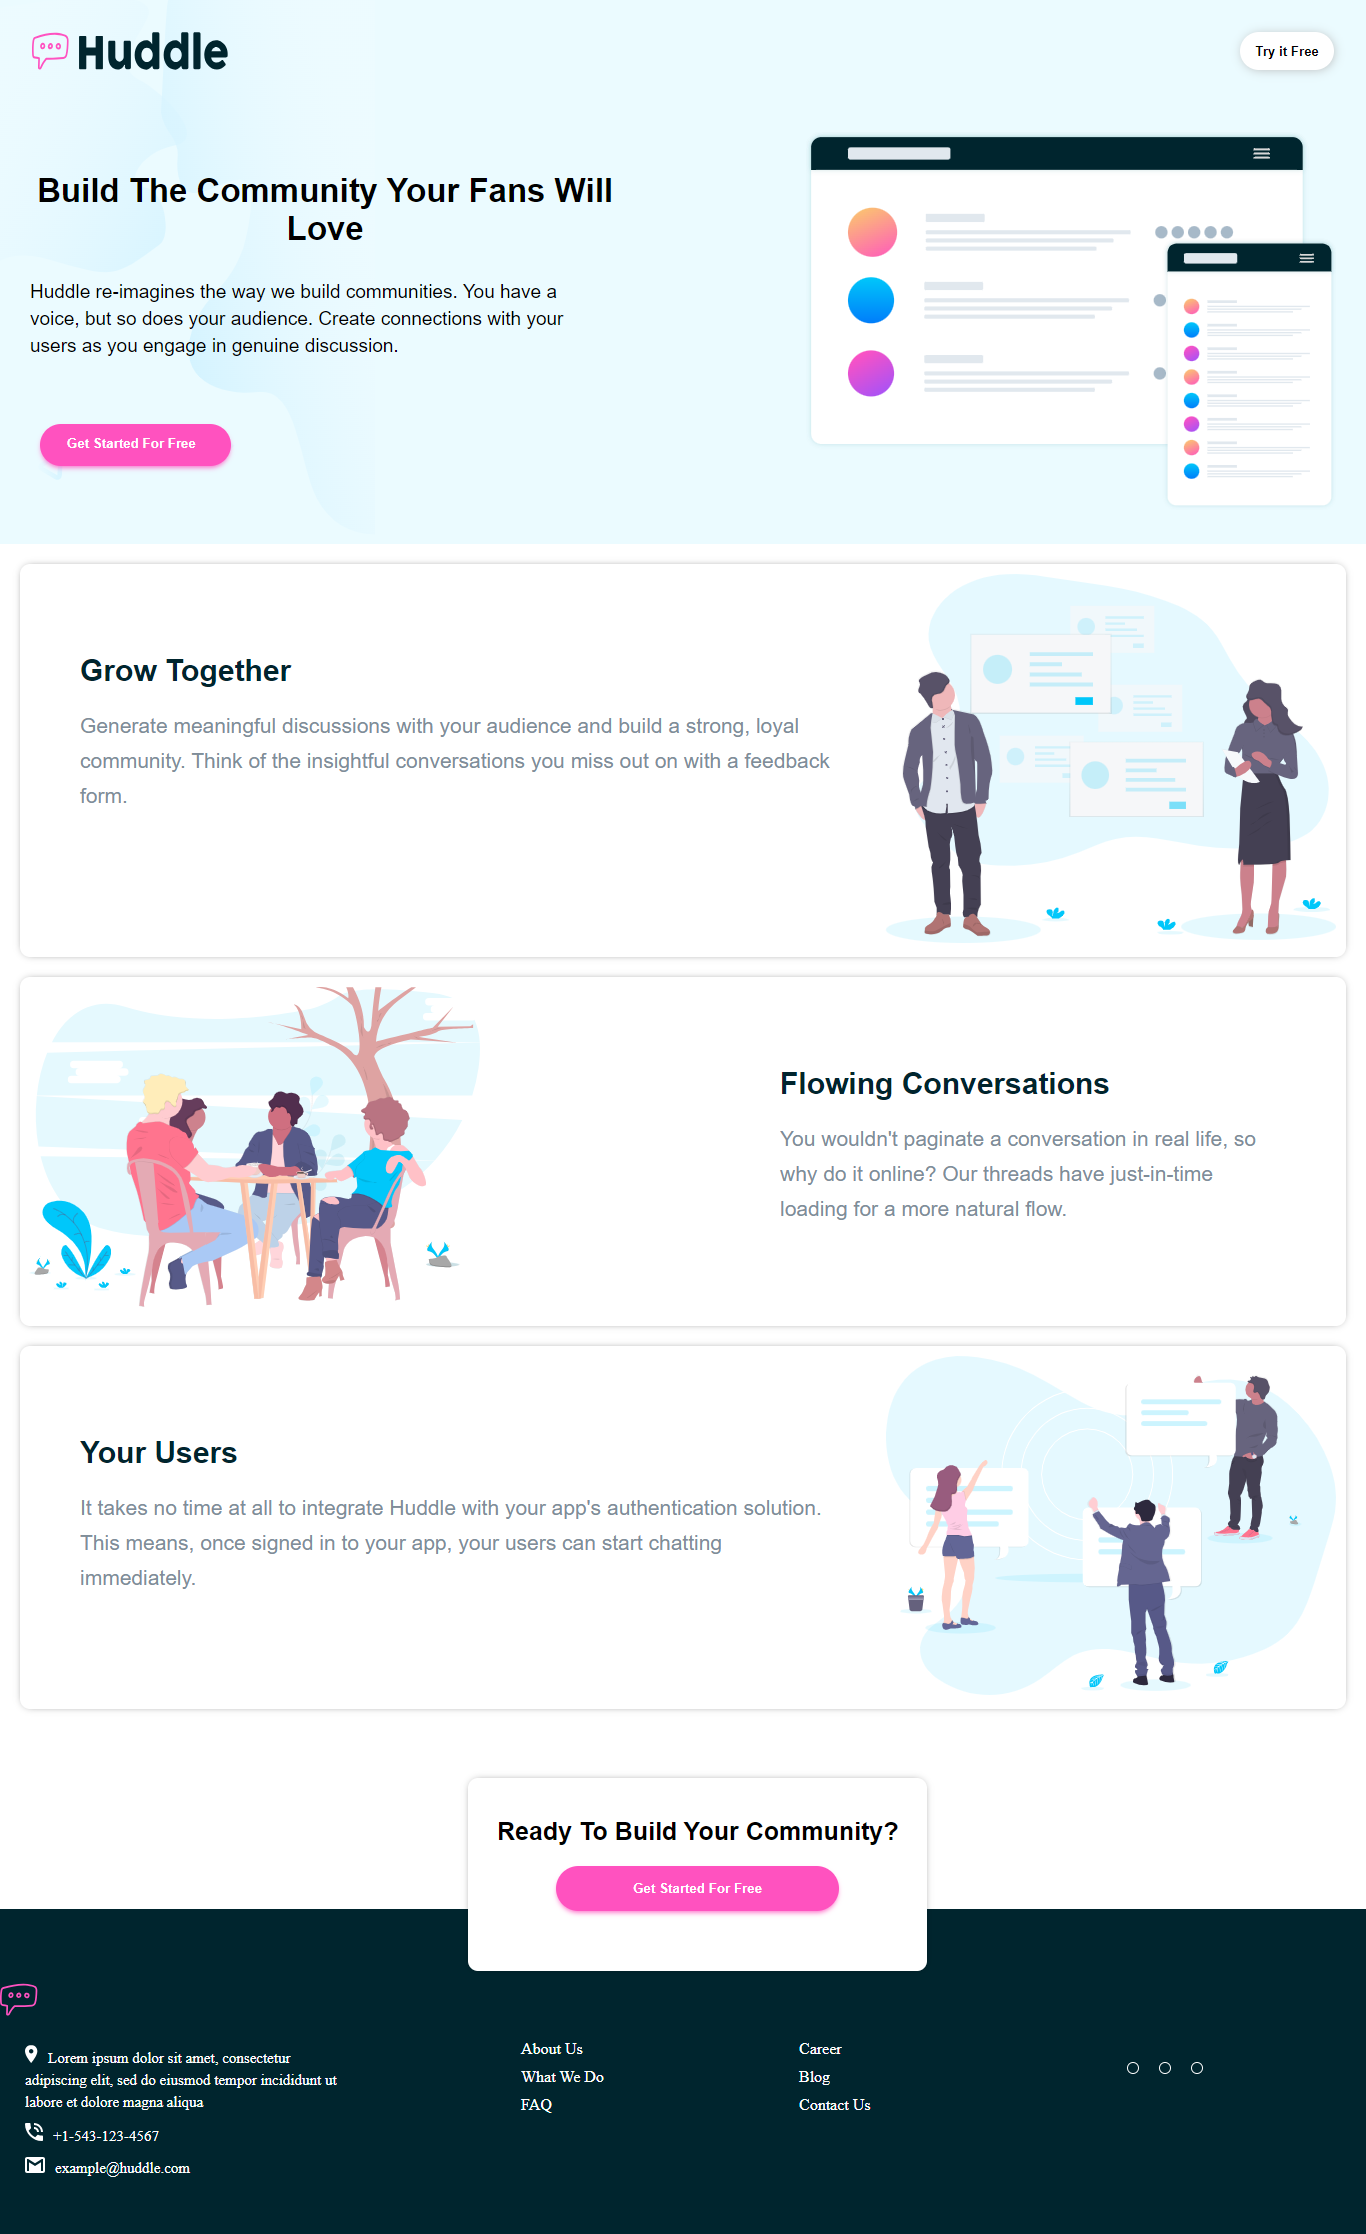 Huddle
Try it Free
Build The Community Your Fans Will
Love
Huddle re-imagines the way we build communities. You have a
voice, but so does your audience. Create connections with your
users as you engage in genuine discussion.
Get Started For Free
Grow Together
Generate meaningful discussions with your audience and build a strong, loyal
community. Think of the insightful conversations you miss out on with a feedback
form.
Flowing Conversations
You wouldn't paginate a conversation in real life, so
why do it online? Our threads have just-in-time
loading for a more natural flow.
Your Users
It takes no time at all to integrate Huddle with your app's authentication solution.
This means, once signed in to your app, your users can start chatting
immediately.
Ready To Build Your Community?
Get Started For Free
Lorem ipsum dolor sit amet, consectetur
adipiscing elit, sed do eiusmod tempor incididunt ut
labore et dolore magna aliqua
+1-543-123-4567
example@huddle.com
About Us
What We Do
FAQ
Career
Blog
Contact Us